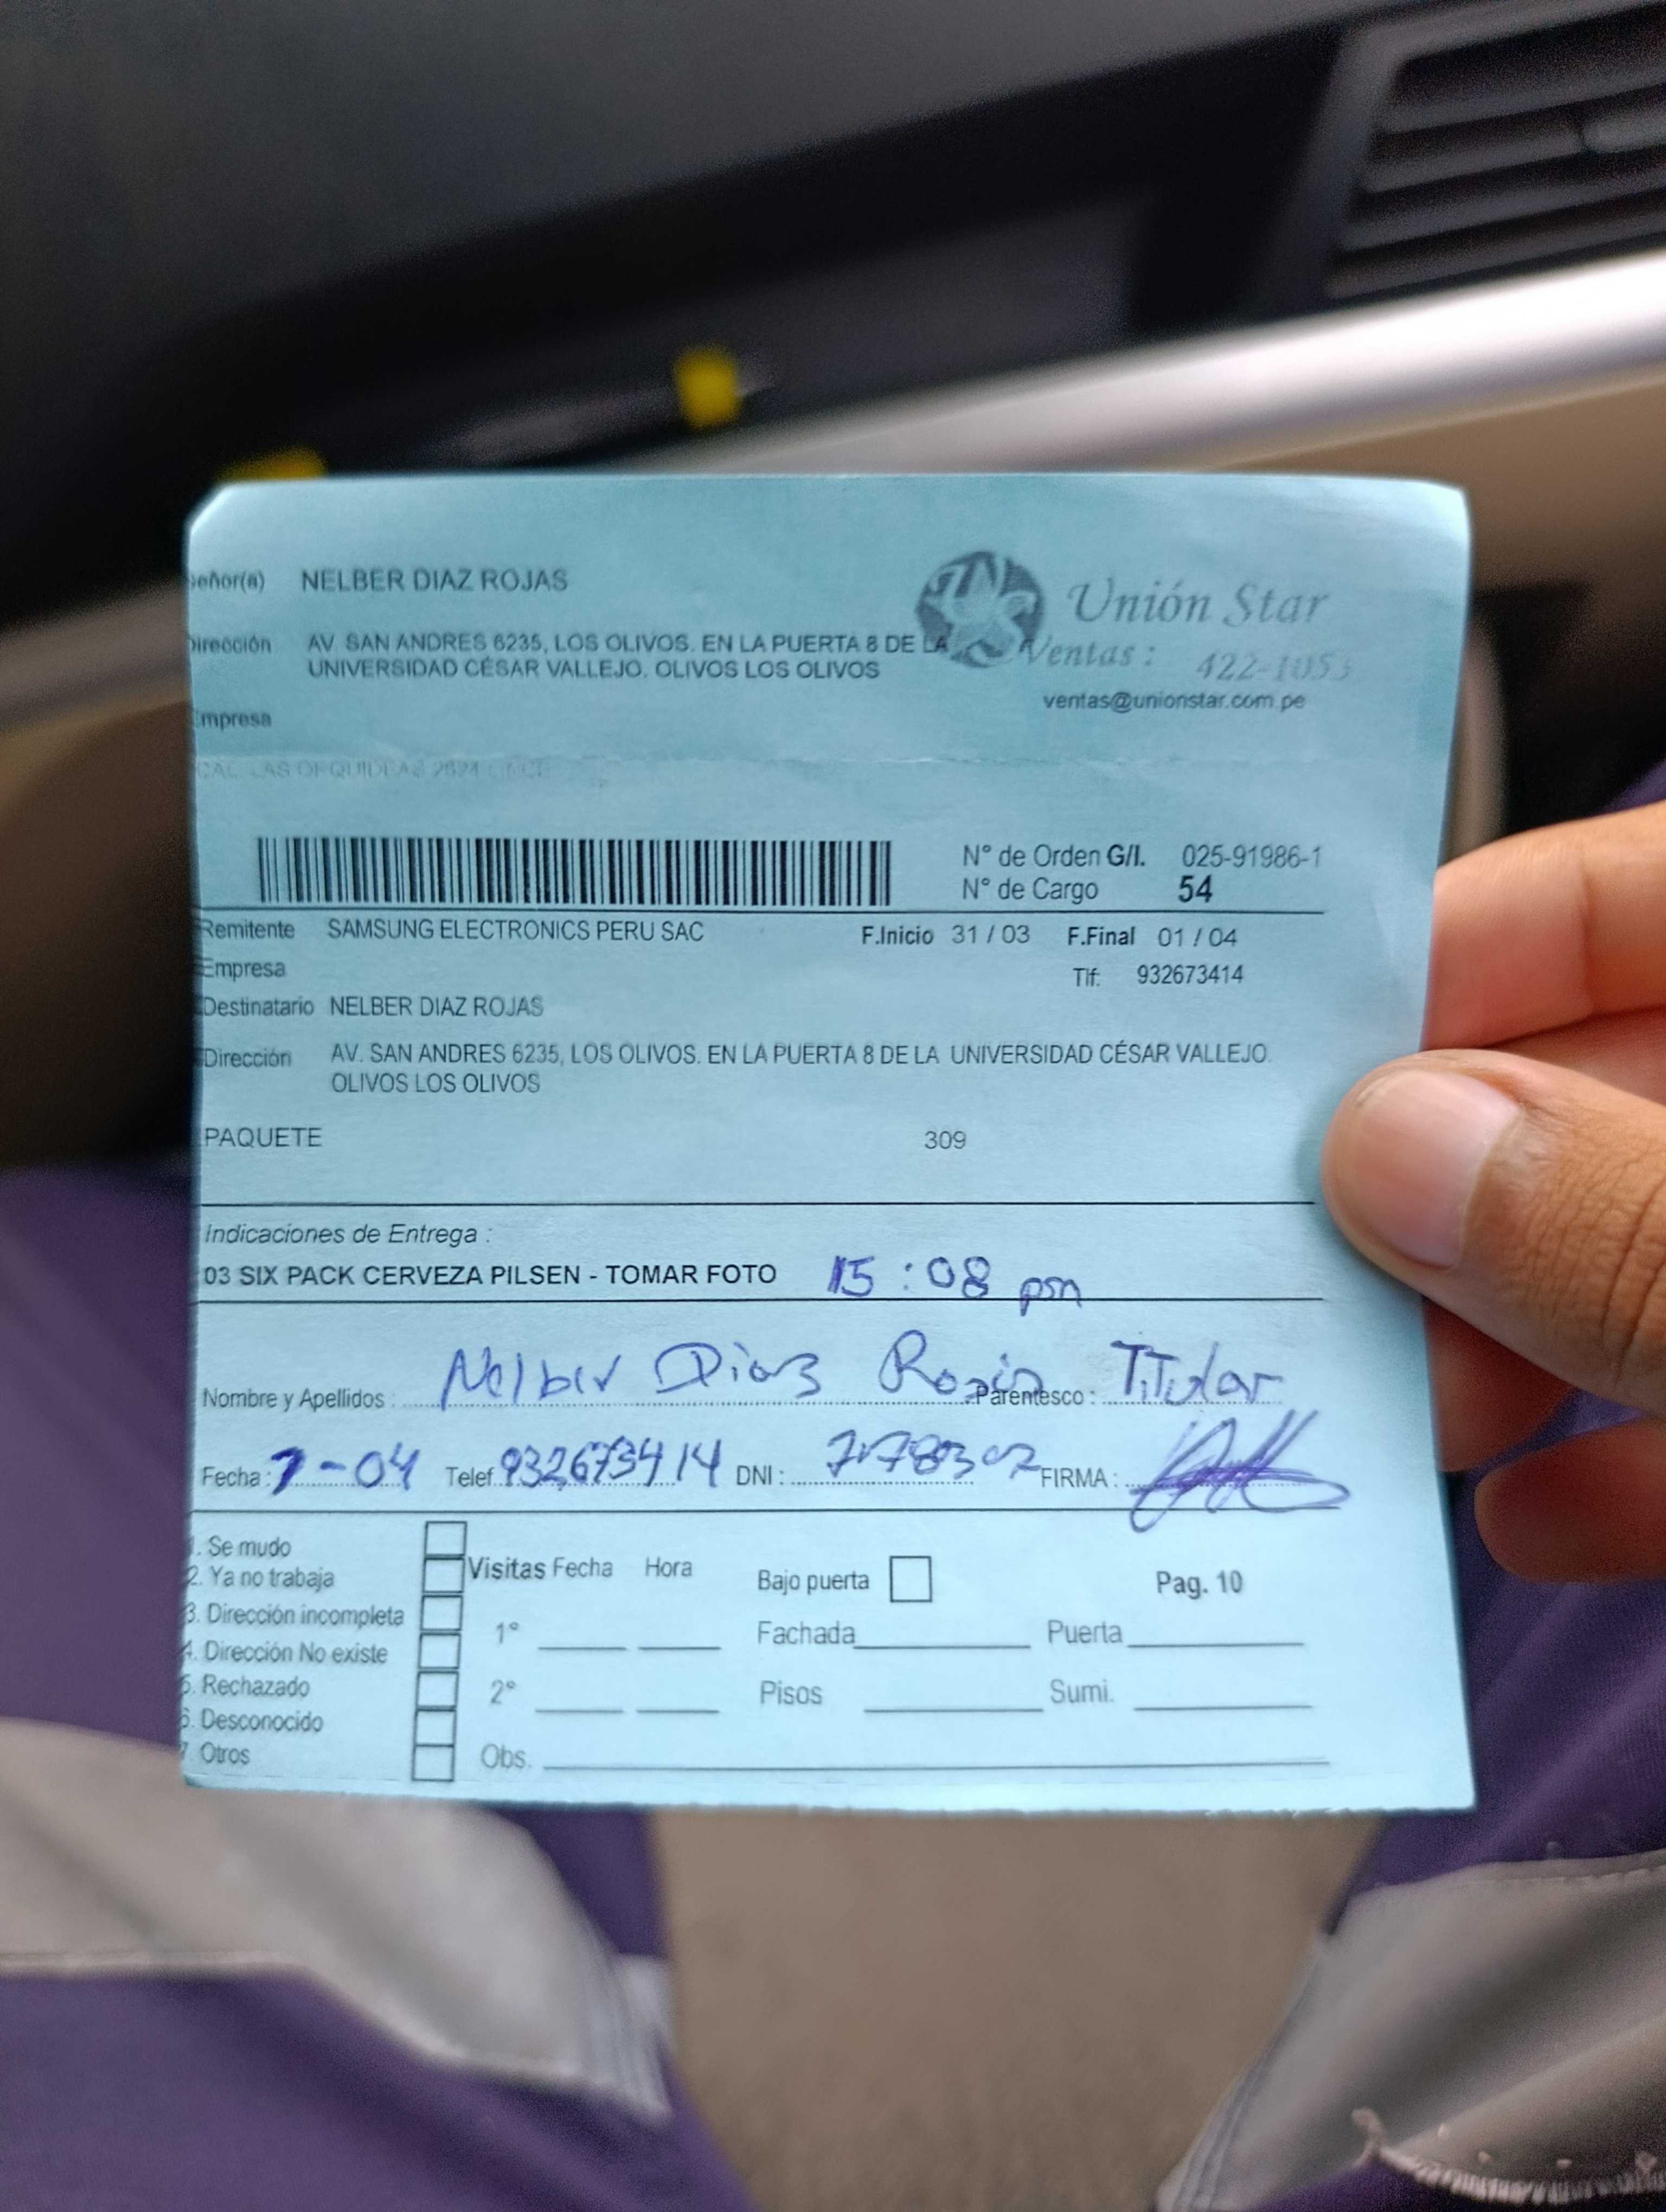 eñor(a) NELBER DIAZ ROJAS
Unión Star
irección AV. SAN ANDRES 6235, LOS OLIVOS. EN LA PUERTA 8 DE LA
UNIVERSIDAD CÉSAR VALLEJO. OLIVOS LOS OLIVOS
Ventas : 422-1053
ventas@unionstar.com.pe
mpresa
N° de Orden G/I. 025-91986-1
N° de Cargo 54
Remitente SAMSUNG ELECTRONICS PERU SAC F.Inicio 31 / 03 F.Final 01 / 04
Empresa Tlf: 932673414
Destinatario NELBER DIAZ ROJAS
Dirección AV. SAN ANDRES 6235, LOS OLIVOS. EN LA PUERTA 8 DE LA UNIVERSIDAD CÉSAR VALLEJO.
OLIVOS LOS OLIVOS
PAQUETE 309
Indicaciones de Entrega :
03 SIX PACK CERVEZA PILSEN - TOMAR FOTO 15:08 pm
Nombre y Apellidos : Nelber Diaz Rojas Parentesco : Titular
Fecha : 1-04 Telef. 932673414 DNI : FIRMA :
1. Se mudo
2. Ya no trabaja
3. Dirección incompleta
4. Dirección No existe
5. Rechazado
6. Desconocido
7. Otros
Visitas Fecha Hora Bajo puerta Pag. 10
1° Fachada Puerta
2° Pisos Sumi.
Obs.